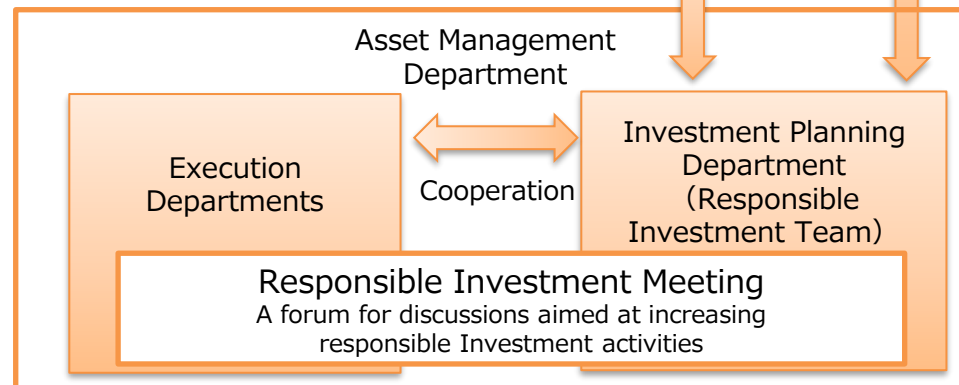 Asset Management
Department
Execution
Departments
Cooperation
Investment Planning
Department
（Responsible
Investment Team）
Responsible Investment Meeting
A forum for discussions aimed at increasing
responsible Investment activities